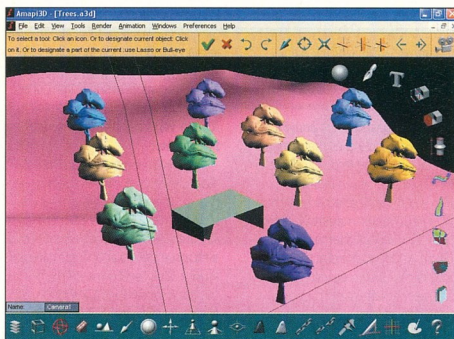 Amapi3D - [Trees.a3d]
File Edit View Tools Render Animation Windows Preferences Help
To select a tool: Click an icon. Or to designate current object: Click
on it. Or to designate a part of the current :use Lasso or Bull-eye
T
Name General
?